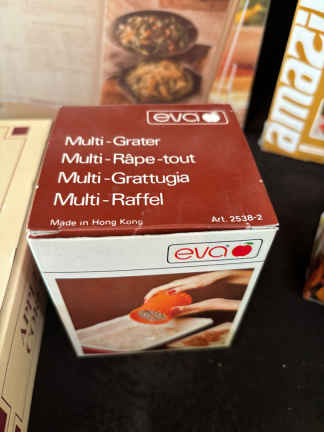 eva
Multi-Grater
Multi-Râpe-tout
Multi-Grattugia
Multi-Raffel
Made in Hong Kong
Art. 2538-2
eva
amazi